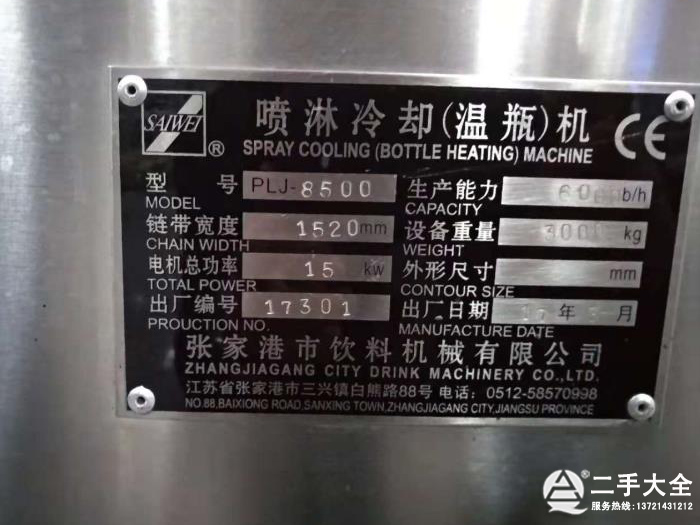 SAIWEI ®
喷淋冷却(温瓶)机
SPRAY COOLING (BOTTLE HEATING) MACHINE
CE
型 号 PLJ-8500
MODEL
生产能力 b/h
CAPACITY
链带宽度 1520mm
CHAIN WIDTH
设备重量 3000 kg
WEIGHT
电机总功率 15 kw
TOTAL POWER
外形尺寸 mm
CONTOUR SIZE
出厂编号 17301
PRODUCTION NO.
出厂日期 年 月
MANUFACTURE DATE
张家港市饮料机械有限公司
ZHANGJIAGANG CITY DRINK MACHINERY CO.,LTD.
江苏省张家港市三兴镇白熊路88号 电话: 0512-58570998
NO.88,BAIXIONG ROAD,SANXING TOWN,ZHANGJIAGANG CITY,JIANGSU PROVINCE
® 二手大全
服务热线: 13721431212